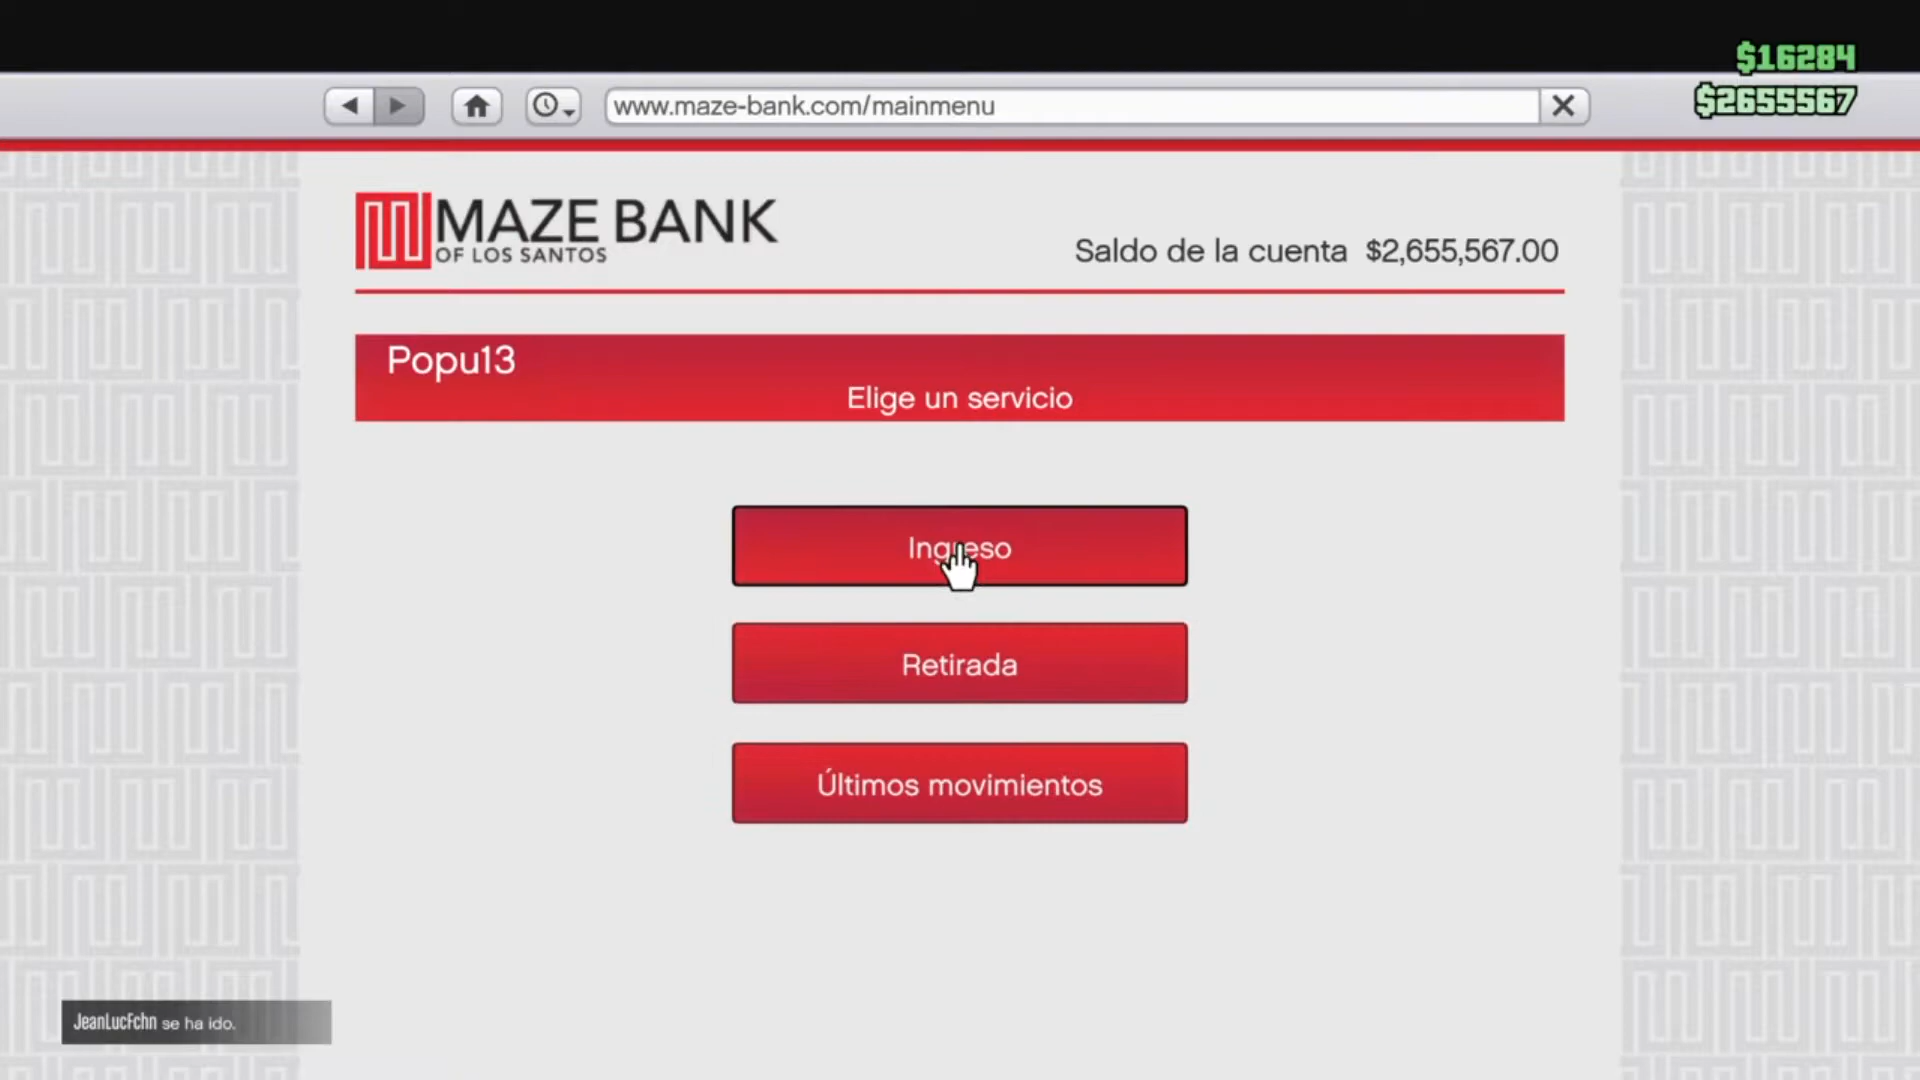 $16284
$2655567
www.maze-bank.com/mainmenu
MAZE BANK
OF LOS SANTOS
Saldo de la cuenta $2,655,567.00
Popu13
Elige un servicio
Ingreso
Retirada
Últimos movimientos
JeanLucFchn se ha ido.